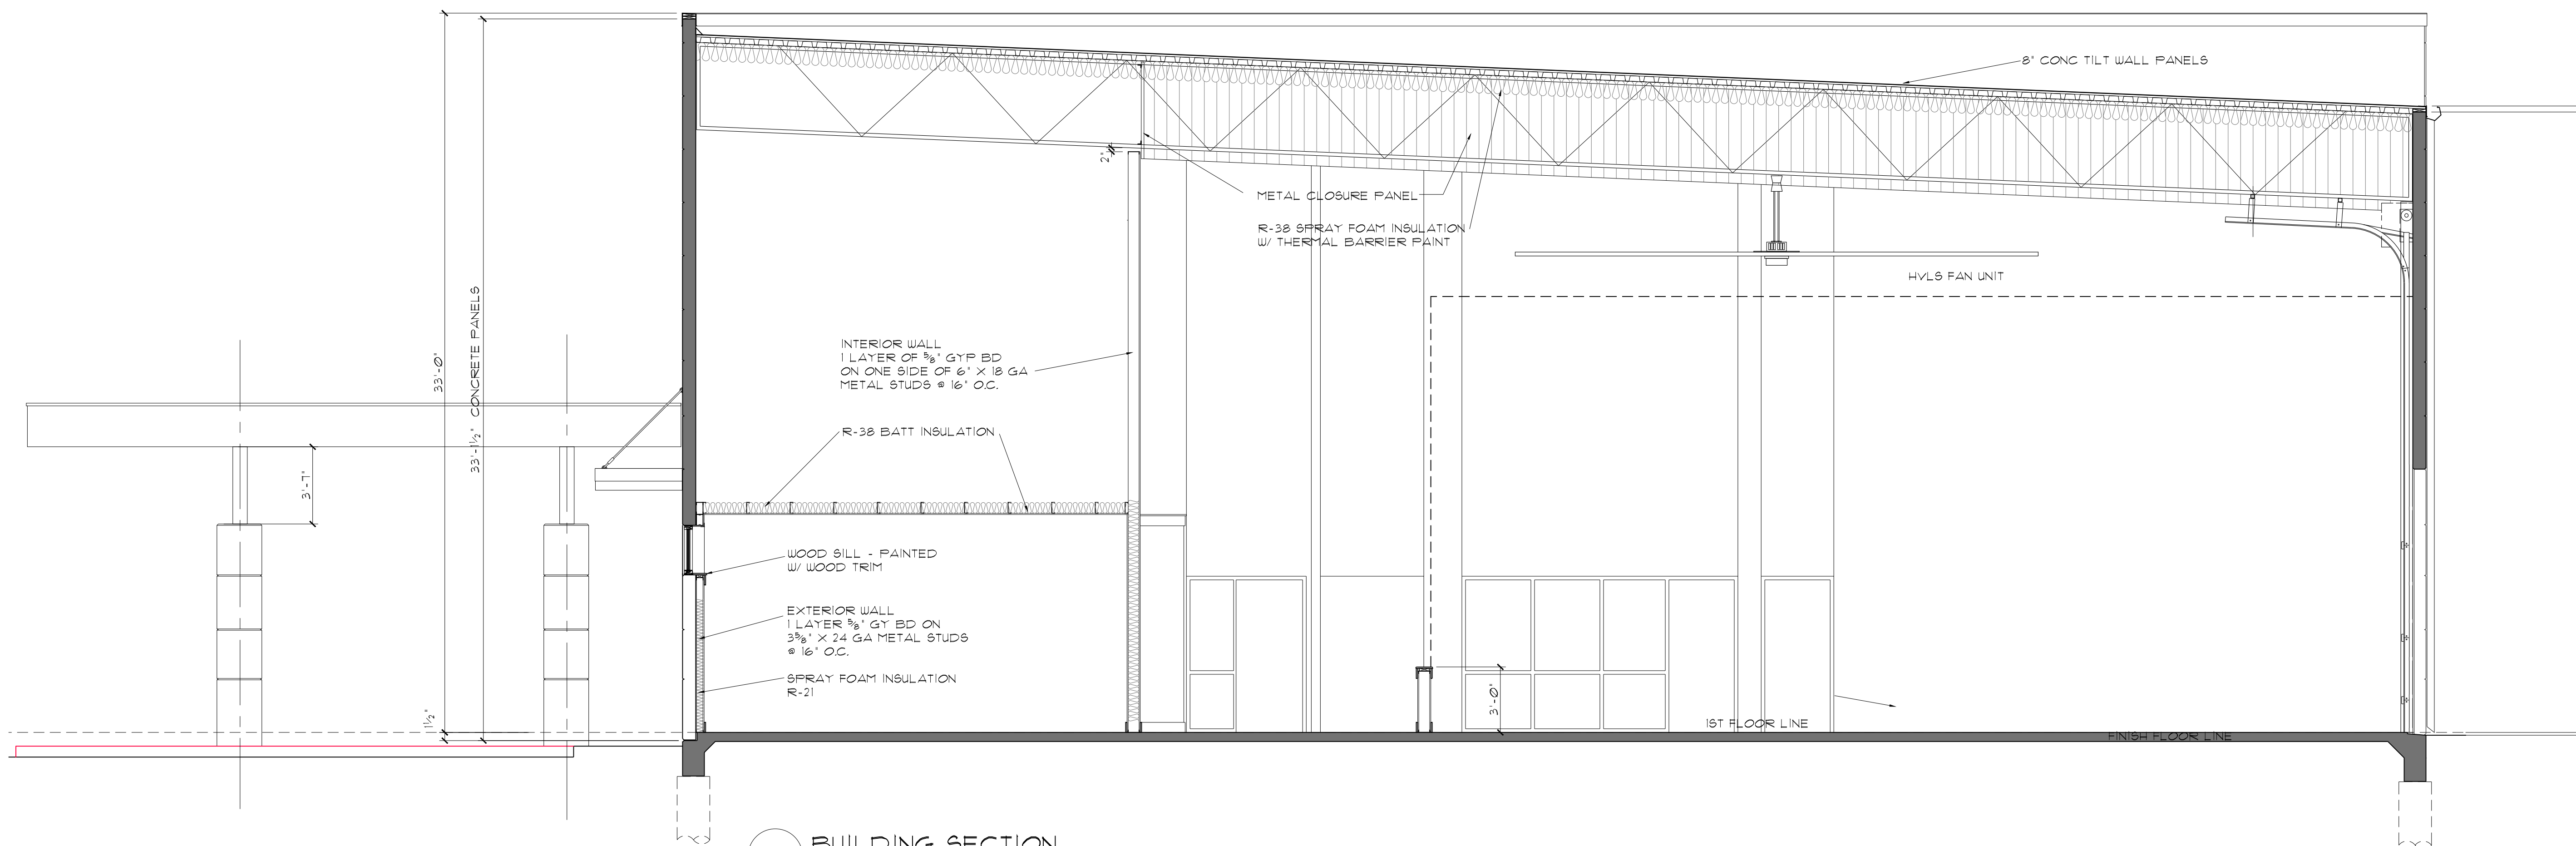 8" CONC TILT WALL PANELS
2"
METAL CLOSURE PANEL
R-38 SPRAY FOAM INSULATION
W/ THERMAL BARRIER PAINT
HVLS FAN UNIT
33'-0"
33'-1½" CONCRETE PANELS
INTERIOR WALL
1 LAYER OF ⅝" GYP BD
ON ONE SIDE OF 6" X 18 GA
METAL STUDS @ 16" O.C.
R-38 BATT INSULATION
3'-7"
WOOD SILL - PAINTED
W/ WOOD TRIM
EXTERIOR WALL
1 LAYER ⅝" GY BD ON
3⅝" X 24 GA METAL STUDS
@ 16" O.C.
SPRAY FOAM INSULATION
R-21
1½"
3'-0"
1ST FLOOR LINE
FINISH FLOOR LINE
BUILDING SECTION